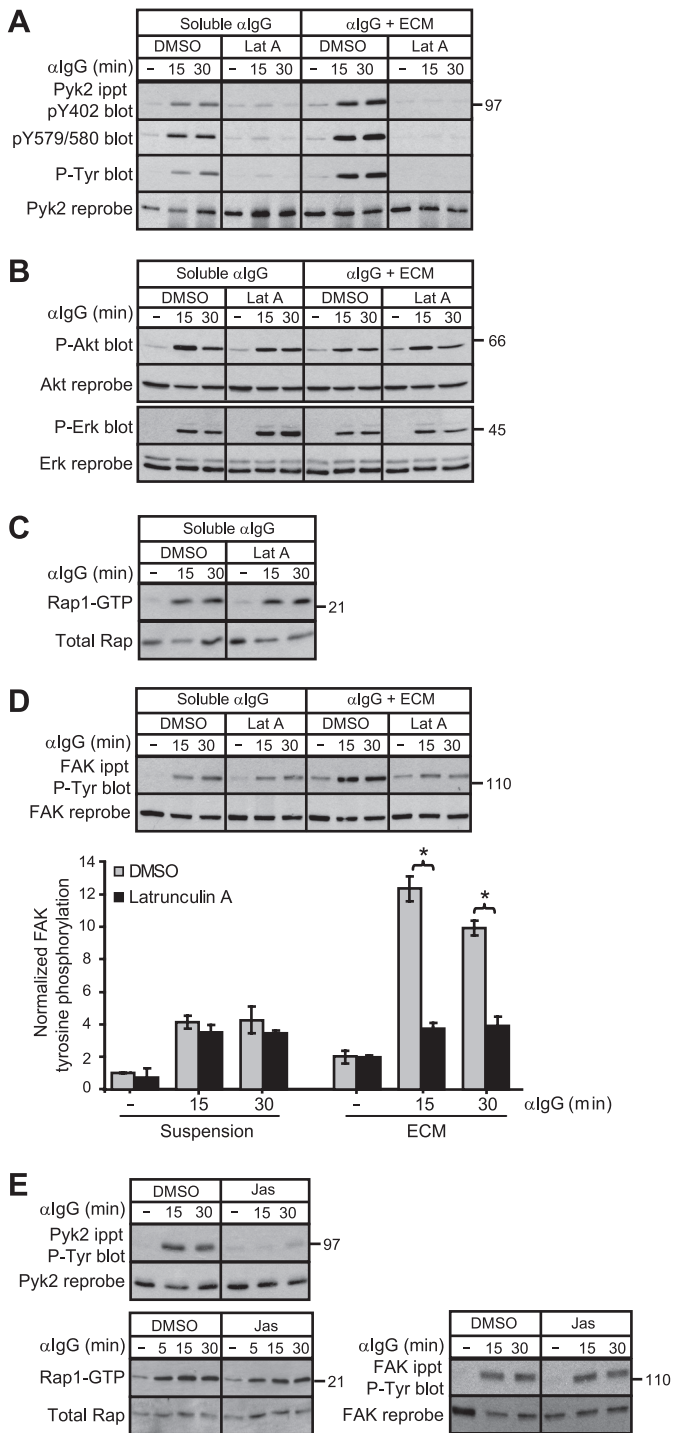 A
Soluble αIgG αIgG + ECM
DMSO Lat A DMSO Lat A
αIgG (min) – 15 30 – 15 30 – 15 30 – 15 30
Pyk2 ippt
pY402 blot 97
pY579/580 blot
P-Tyr blot
Pyk2 reprobe
B
Soluble αIgG αIgG + ECM
DMSO Lat A DMSO Lat A
αIgG (min) – 15 30 – 15 30 – 15 30 – 15 30
P-Akt blot 66
Akt reprobe
P-Erk blot 45
Erk reprobe
C
Soluble αIgG
DMSO Lat A
αIgG (min) – 15 30 – 15 30
Rap1-GTP 21
Total Rap
D
Soluble αIgG αIgG + ECM
DMSO Lat A DMSO Lat A
αIgG (min) – 15 30 – 15 30 – 15 30 – 15 30
FAK ippt
P-Tyr blot 110
FAK reprobe
Normalized FAK
tyrosine phosphorylation
14
12
10
8
6
4
2
0
DMSO
Latrunculin A
* *
– 15 30 – 15 30 αIgG (min)
Suspension ECM
E
DMSO Jas
αIgG (min) – 15 30 – 15 30
Pyk2 ippt
P-Tyr blot 97
Pyk2 reprobe
DMSO Jas
αIgG (min) – 5 15 30 – 5 15 30
Rap1-GTP 21
Total Rap
DMSO Jas
αIgG (min) – 15 30 – 15 30
FAK ippt
P-Tyr blot 110
FAK reprobe